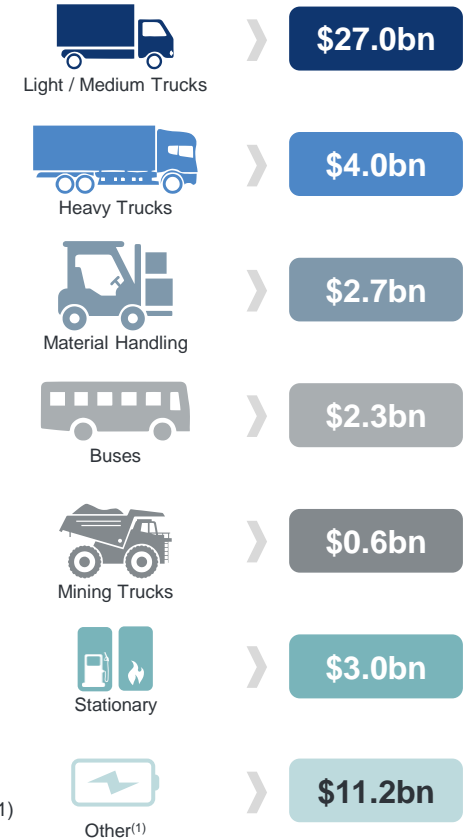 $27.0bn
Light / Medium Trucks
$4.0bn
Heavy Trucks
$2.7bn
Material Handling
$2.3bn
Buses
$0.6bn
Mining Trucks
$3.0bn
Stationary
$11.2bn
1)
Other(1)